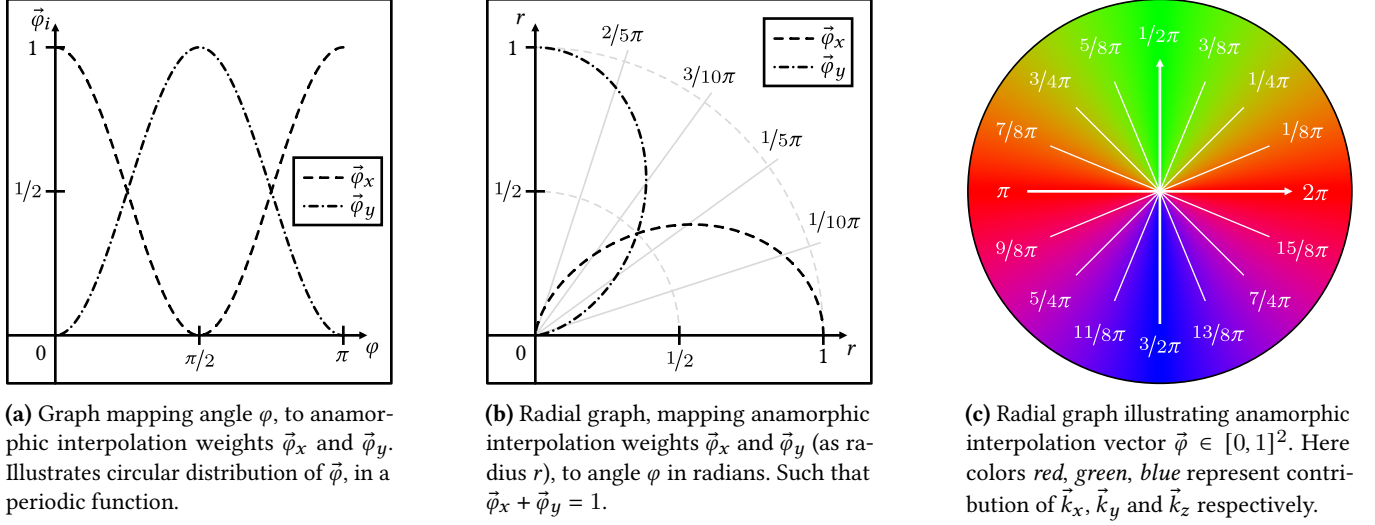 φ⃗ᵢ
1
1/2
0
π/2
π
φ
φ⃗ₓ
φ⃗ᵧ
r
1
1/2
0
1/2
1
r
2/5π
3/10π
1/5π
1/10π
φ⃗ₓ
φ⃗ᵧ
5/8π
1/2π
3/8π
3/4π
1/4π
7/8π
1/8π
π
2π
9/8π
15/8π
5/4π
7/4π
11/8π
3/2π
13/8π
(a) Graph mapping angle φ, to anamor-
phic interpolation weights φ⃗ₓ and φ⃗ᵧ.
Illustrates circular distribution of φ⃗, in a
periodic function.
(b) Radial graph, mapping anamorphic
interpolation weights φ⃗ₓ and φ⃗ᵧ (as ra-
dius r), to angle φ in radians. Such that
φ⃗ₓ + φ⃗ᵧ = 1.
(c) Radial graph illustrating anamorphic
interpolation vector φ⃗ ∈ [0, 1]². Here
colors red, green, blue represent contri-
bution of k⃗ₓ, k⃗ᵧ and k⃗_z respectively.